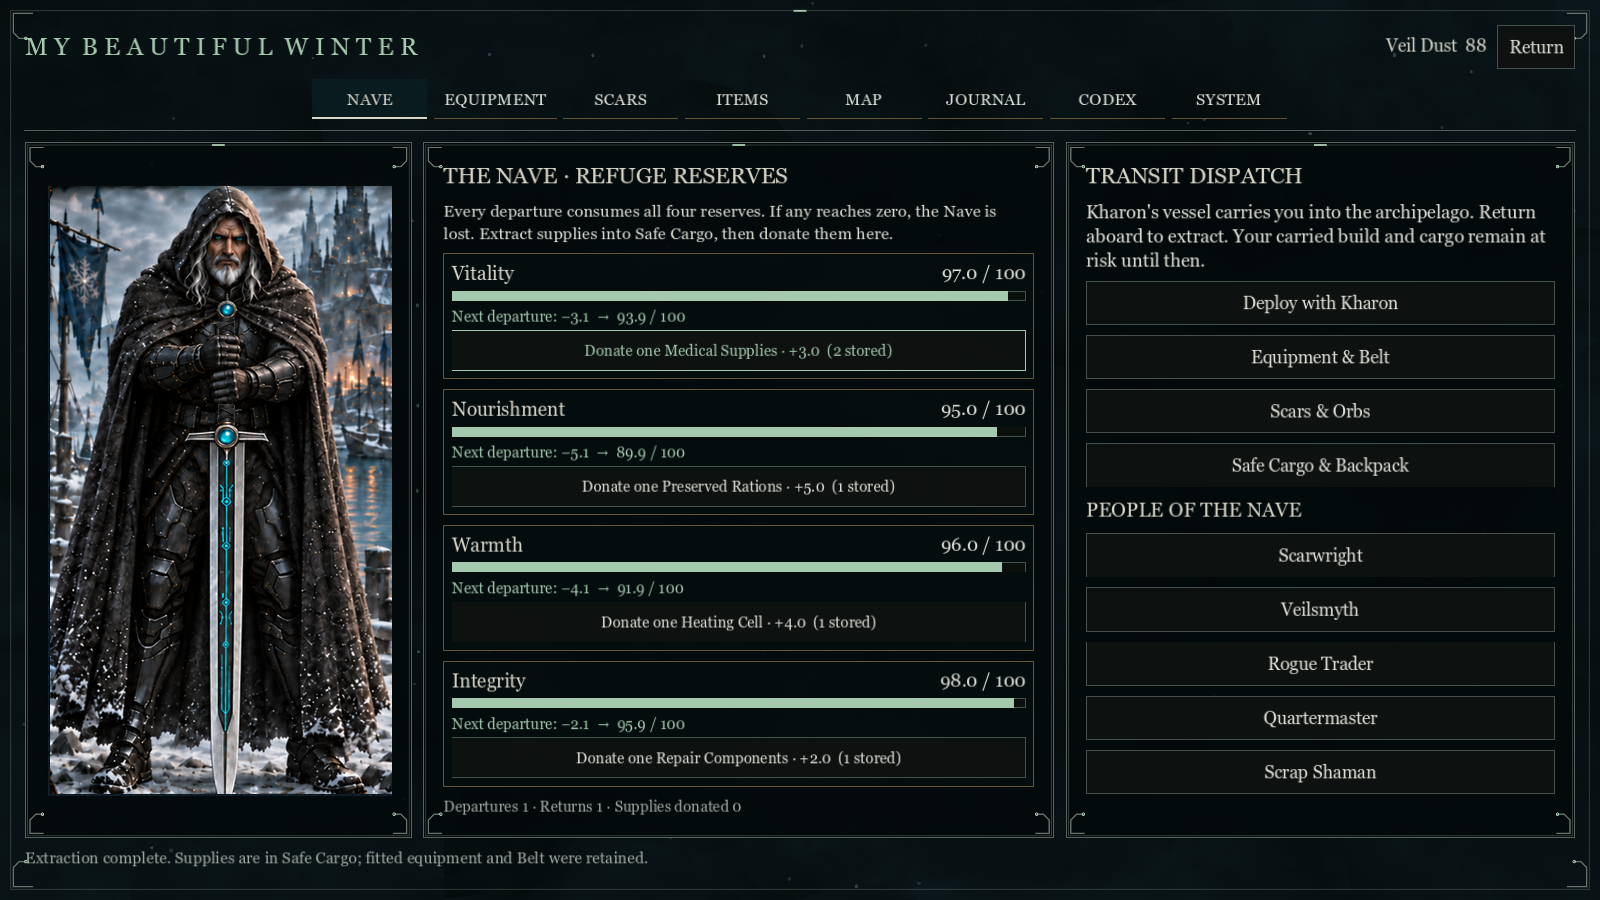 MY BEAUTIFUL WINTER
Veil Dust 88
Return
NAVE
EQUIPMENT
SCARS
ITEMS
MAP
JOURNAL
CODEX
SYSTEM
THE NAVE · REFUGE RESERVES
Every departure consumes all four reserves. If any reaches zero, the Nave is
lost. Extract supplies into Safe Cargo, then donate them here.
Vitality
97.0 / 100
Next departure: −3.1 → 93.9 / 100
Donate one Medical Supplies · +3.0 (2 stored)
Nourishment
95.0 / 100
Next departure: −5.1 → 89.9 / 100
Donate one Preserved Rations · +5.0 (1 stored)
Warmth
96.0 / 100
Next departure: −4.1 → 91.9 / 100
Donate one Heating Cell · +4.0 (1 stored)
Integrity
98.0 / 100
Next departure: −2.1 → 95.9 / 100
Donate one Repair Components · +2.0 (1 stored)
Departures 1 · Returns 1 · Supplies donated 0
TRANSIT DISPATCH
Kharon's vessel carries you into the archipelago. Return
aboard to extract. Your carried build and cargo remain at
risk until then.
Deploy with Kharon
Equipment & Belt
Scars & Orbs
Safe Cargo & Backpack
PEOPLE OF THE NAVE
Scarwright
Veilsmyth
Rogue Trader
Quartermaster
Scrap Shaman
Extraction complete. Supplies are in Safe Cargo; fitted equipment and Belt were retained.